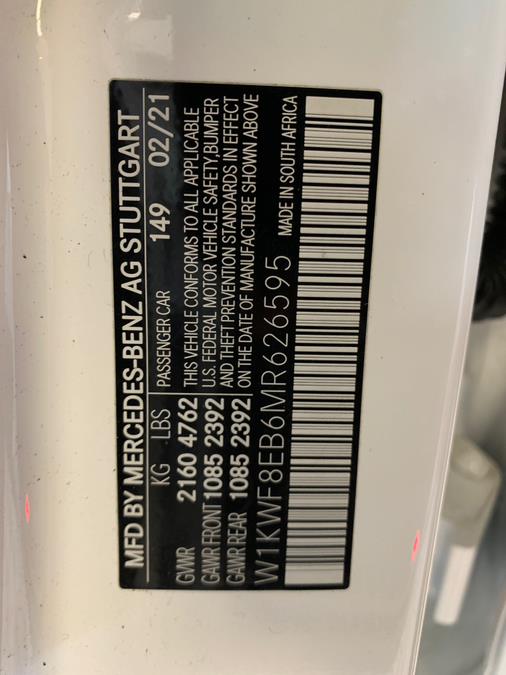 MFD BY MERCEDES-BENZ AG STUTTGART
KG LBS PASSENGER CAR 149 02/21
GVWR 2160 4762 THIS VEHICLE CONFORMS TO ALL APPLICABLE
GAWR FRONT 1085 2392 U.S. FEDERAL MOTOR VEHICLE SAFETY,BUMPER
GAWR REAR 1085 2392 AND THEFT PREVENTION STANDARDS IN EFFECT
ON THE DATE OF MANUFACTURE SHOWN ABOVE
W1KWF8EB6MR626595
MADE IN SOUTH AFRICA